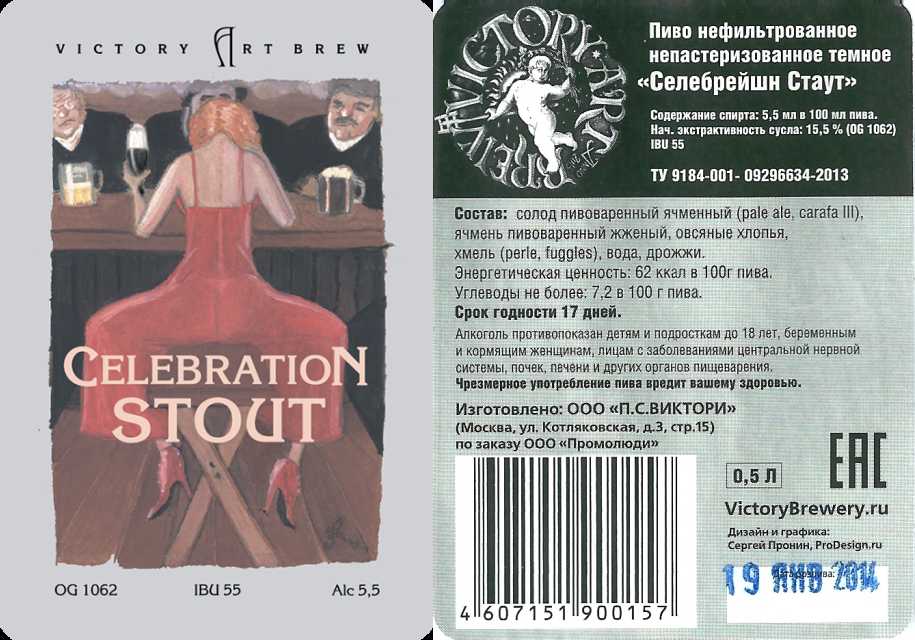 VICTORY ART BREW
CELEBRATION
STOUT
OG 1062 IBU 55 Alc 5,5
VICTORY ART BREW
Пиво нефильтрованное
непастеризованное темное
«Селебрейшн Стаут»
Содержание спирта: 5,5 мл в 100 мл пива.
Нач. экстрактивность сусла: 15,5 % (OG 1062)
IBU 55
ТУ 9184-001- 09296634-2013
Состав: солод пивоваренный ячменный (pale ale, carafa III),
ячмень пивоваренный жженый, овсяные хлопья,
хмель (perle, fuggles), вода, дрожжи.
Энергетическая ценность: 62 ккал в 100г пива.
Углеводы не более: 7,2 в 100 г пива.
Срок годности 17 дней.
Алкоголь противопоказан детям и подросткам до 18 лет, беременным
и кормящим женщинам, лицам с заболеваниями центральной нервной
системы, почек, печени и других органов пищеварения.
Чрезмерное употребление пива вредит вашему здоровью.
Изготовлено: ООО «П.С.ВИКТОРИ»
(Москва, ул. Котляковская, д.3, стр.15)
по заказу ООО «Промолюди»
0,5 Л
EAC
VictoryBrewery.ru
Дизайн и графика:
Сергей Пронин, ProDesign.ru
Дата розлива:
19 ЯНВ 2014
4 607151 900157